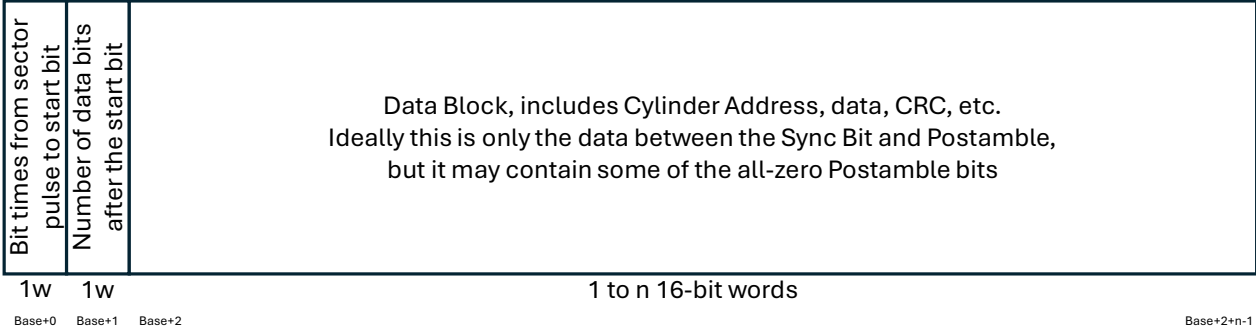 Bit times from sector
pulse to start bit
Number of data bits
after the start bit
Data Block, includes Cylinder Address, data, CRC, etc.
Ideally this is only the data between the Sync Bit and Postamble,
but it may contain some of the all-zero Postamble bits
1w 1w 1 to n 16-bit words
Base+0 Base+1 Base+2 Base+2+n-1